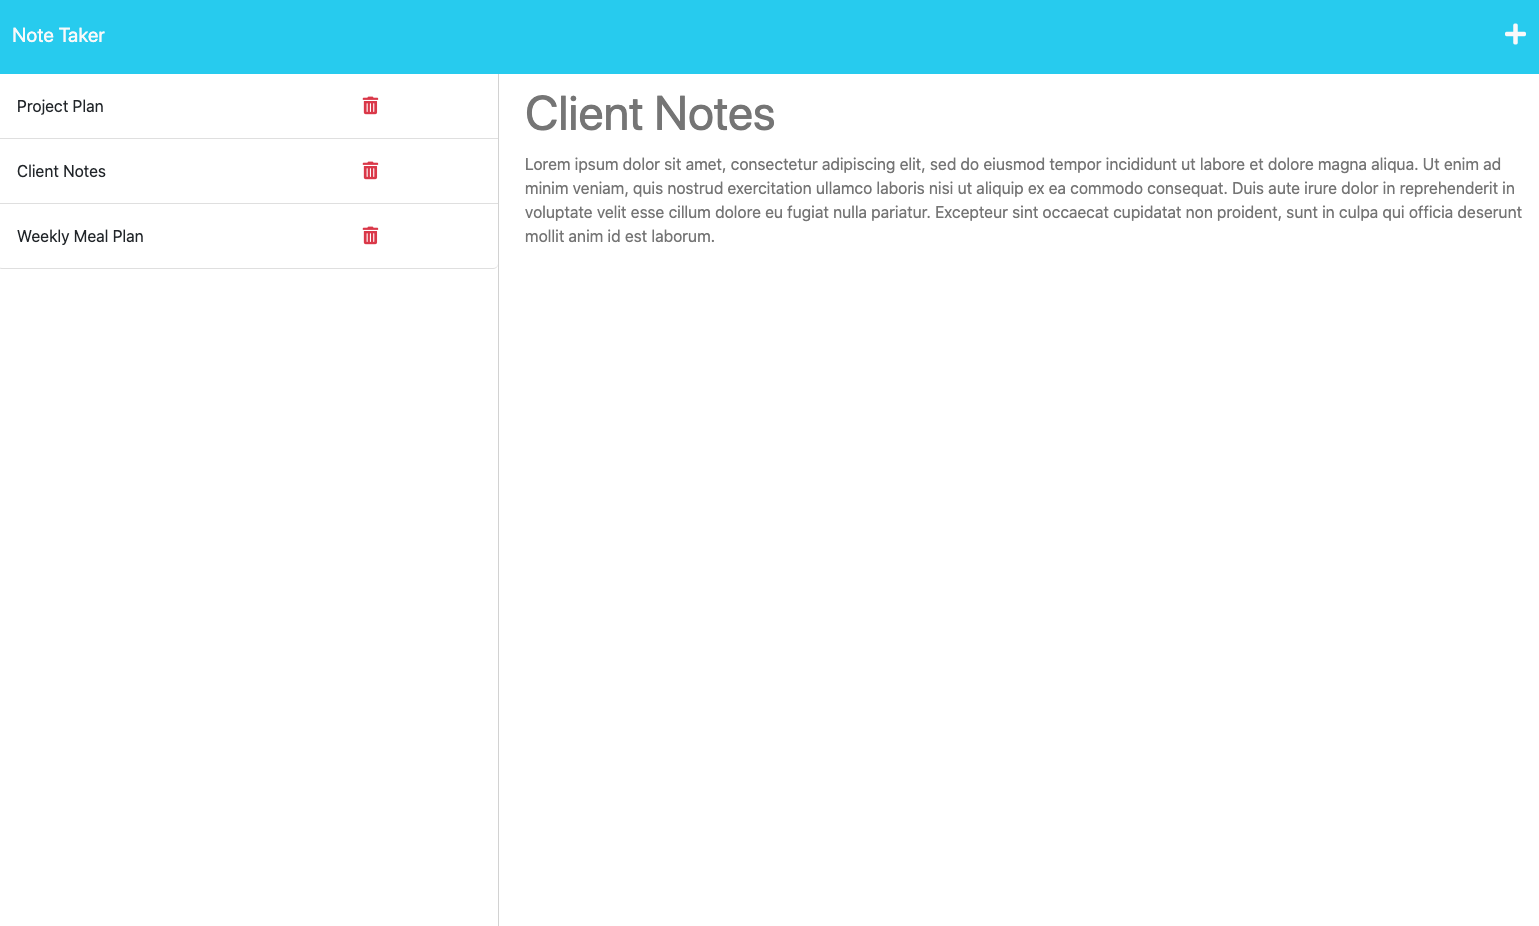 Note Taker
Project Plan
Client Notes
Weekly Meal Plan
Client Notes
Lorem ipsum dolor sit amet, consectetur adipiscing elit, sed do eiusmod tempor incididunt ut labore et dolore magna aliqua. Ut enim ad
minim veniam, quis nostrud exercitation ullamco laboris nisi ut aliquip ex ea commodo consequat. Duis aute irure dolor in reprehenderit in
voluptate velit esse cillum dolore eu fugiat nulla pariatur. Excepteur sint occaecat cupidatat non proident, sunt in culpa qui officia deserunt
mollit anim id est laborum.